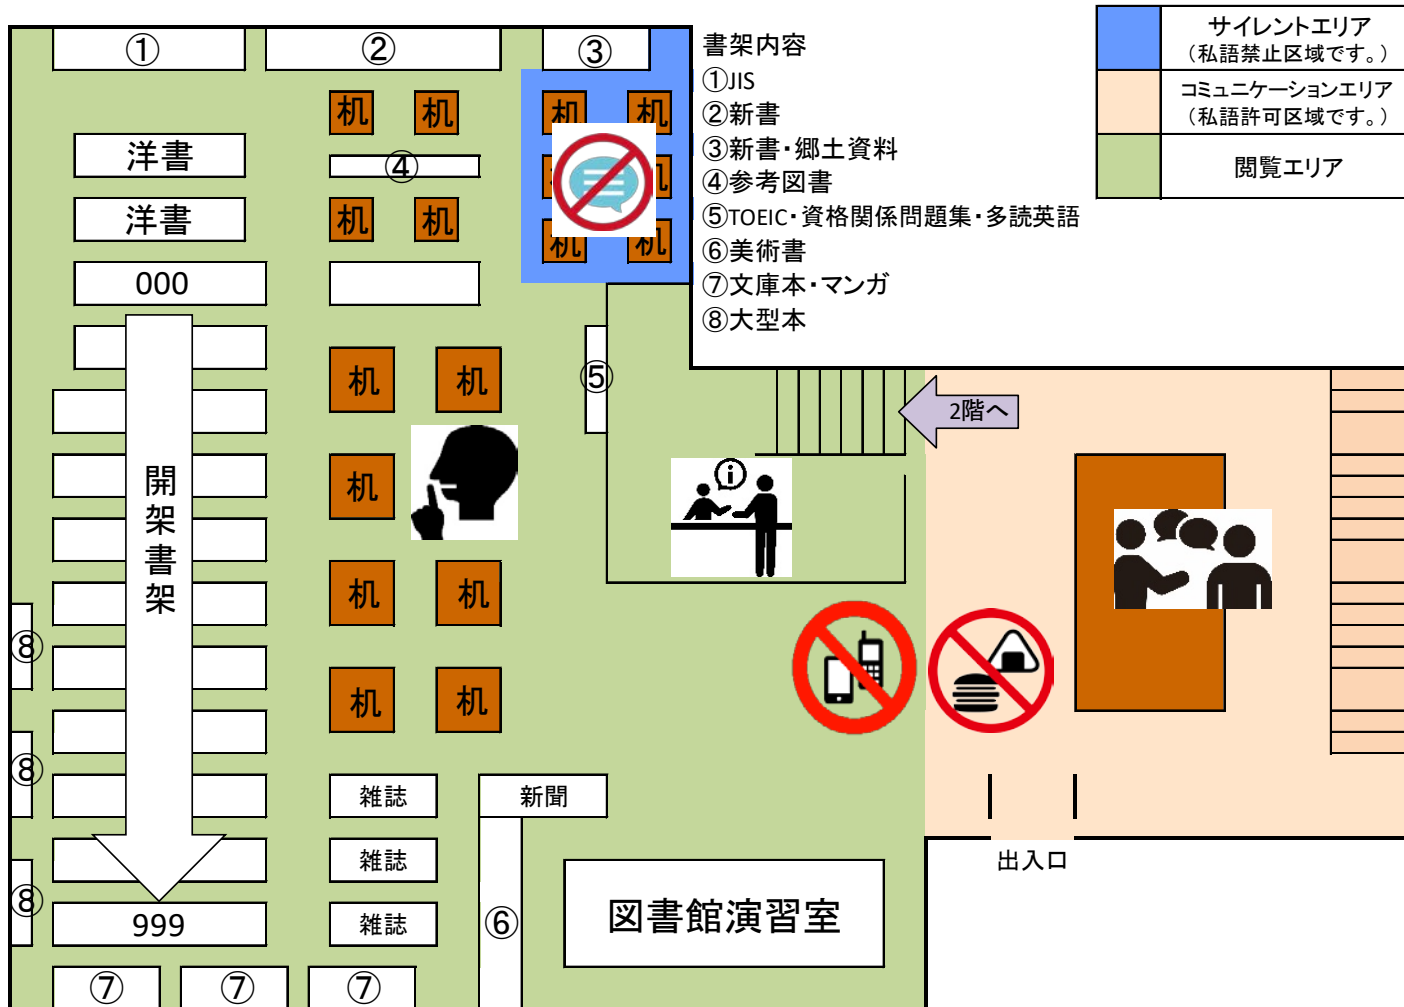 ① ② ③
書架内容
①JIS
②新書
③新書・郷土資料
④参考図書
⑤TOEIC・資格関係問題集・多読英語
⑥美術書
⑦文庫本・マンガ
⑧大型本
サイレントエリア
（私語禁止区域です。）
コミュニケーションエリア
（私語許可区域です。）
閲覧エリア
机 机 机 机
洋書
④
机 机
洋書
机 机 机 机
000
机 机
⑤
2階へ
開架書架
机
i
机 机
⑧
机 机
⑧
雑誌
新聞
雑誌
出入口
⑧
999
雑誌
⑥
図書館演習室
⑦ ⑦ ⑦